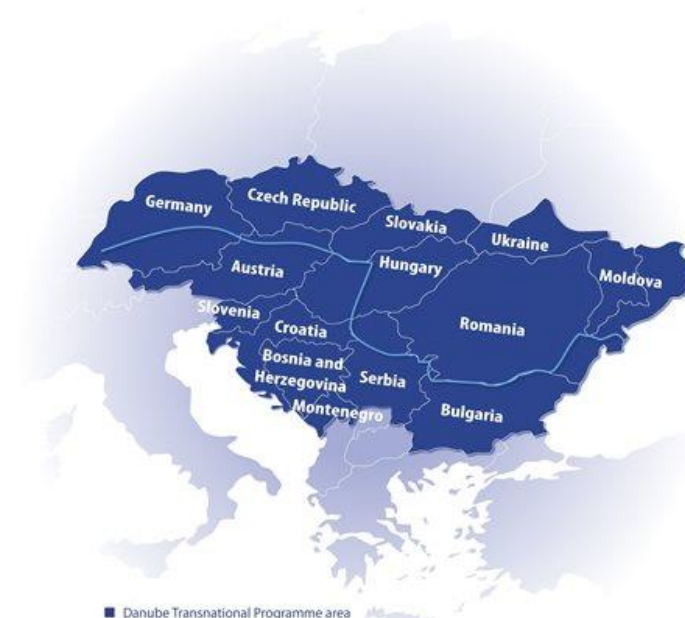 Czech Republic
Germany
Slovakia
Ukraine
Hungary
Austria
Moldova
Slovenia
Romania
Croatia
Bosnia and
Herzegovina
Serbia
Montenegro
Bulgaria
Danube Transnational Programme area